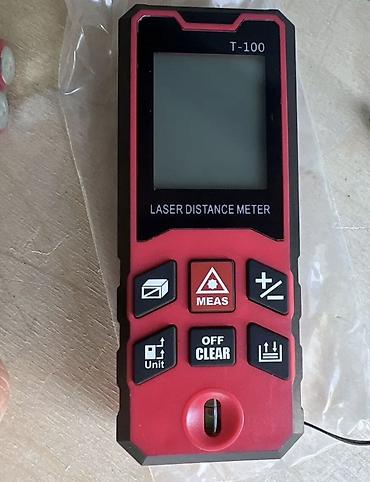 T-100
LASER DISTANCE METER
MEAS
+/-
Unit
OFF
CLEAR